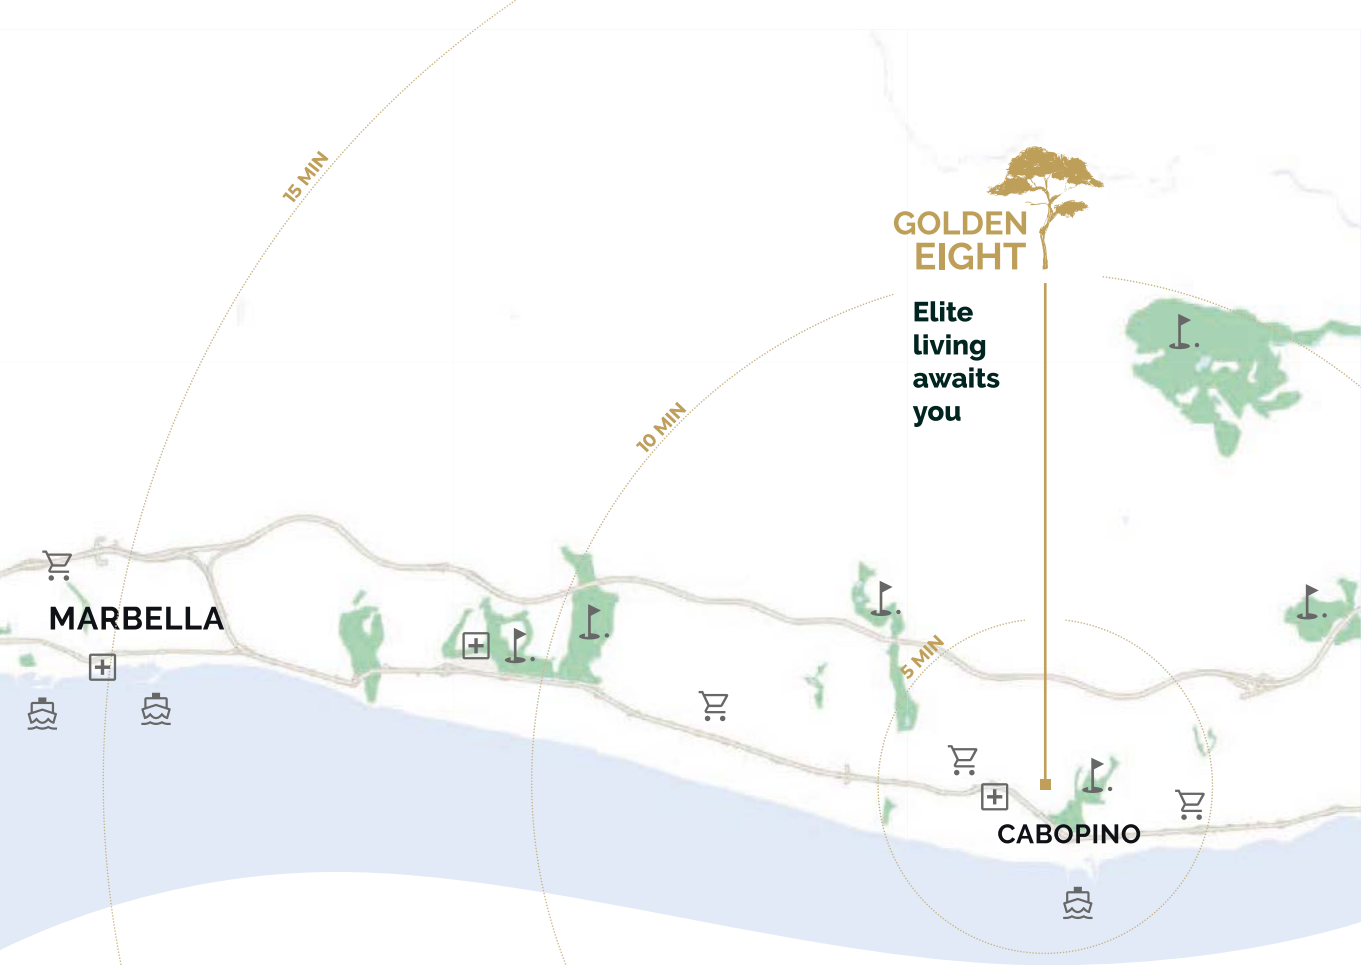 15 MIN
GOLDEN
EIGHT
Elite
living
awaits
you
10 MIN
MARBELLA
5 MIN
CABOPINO